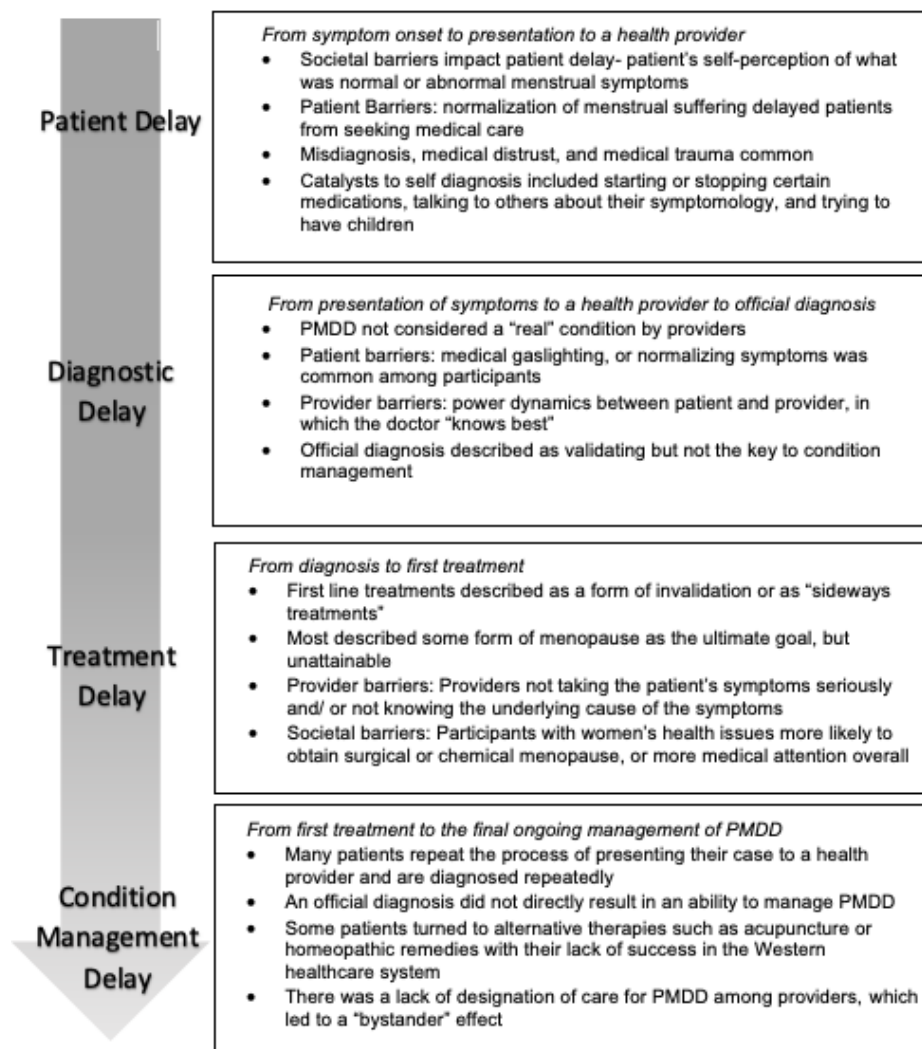 Patient Delay
From symptom onset to presentation to a health provider
• Societal barriers impact patient delay- patient's self-perception of what
was normal or abnormal menstrual symptoms
• Patient Barriers: normalization of menstrual suffering delayed patients
from seeking medical care
• Misdiagnosis, medical distrust, and medical trauma common
• Catalysts to self diagnosis included starting or stopping certain
medications, talking to others about their symptomology, and trying to
have children
Diagnostic
Delay
From presentation of symptoms to a health provider to official diagnosis
• PMDD not considered a “real” condition by providers
• Patient barriers: medical gaslighting, or normalizing symptoms was
common among participants
• Provider barriers: power dynamics between patient and provider, in
which the doctor “knows best”
• Official diagnosis described as validating but not the key to condition
management
Treatment
Delay
From diagnosis to first treatment
• First line treatments described as a form of invalidation or as “sideways
treatments”
• Most described some form of menopause as the ultimate goal, but
unattainable
• Provider barriers: Providers not taking the patient's symptoms seriously
and/ or not knowing the underlying cause of the symptoms
• Societal barriers: Participants with women's health issues more likely to
obtain surgical or chemical menopause, or more medical attention overall
Condition
Management
Delay
From first treatment to the final ongoing management of PMDD
• Many patients repeat the process of presenting their case to a health
provider and are diagnosed repeatedly
• An official diagnosis did not directly result in an ability to manage PMDD
• Some patients turned to alternative therapies such as acupuncture or
homeopathic remedies with their lack of success in the Western
healthcare system
• There was a lack of designation of care for PMDD among providers, which
led to a “bystander” effect